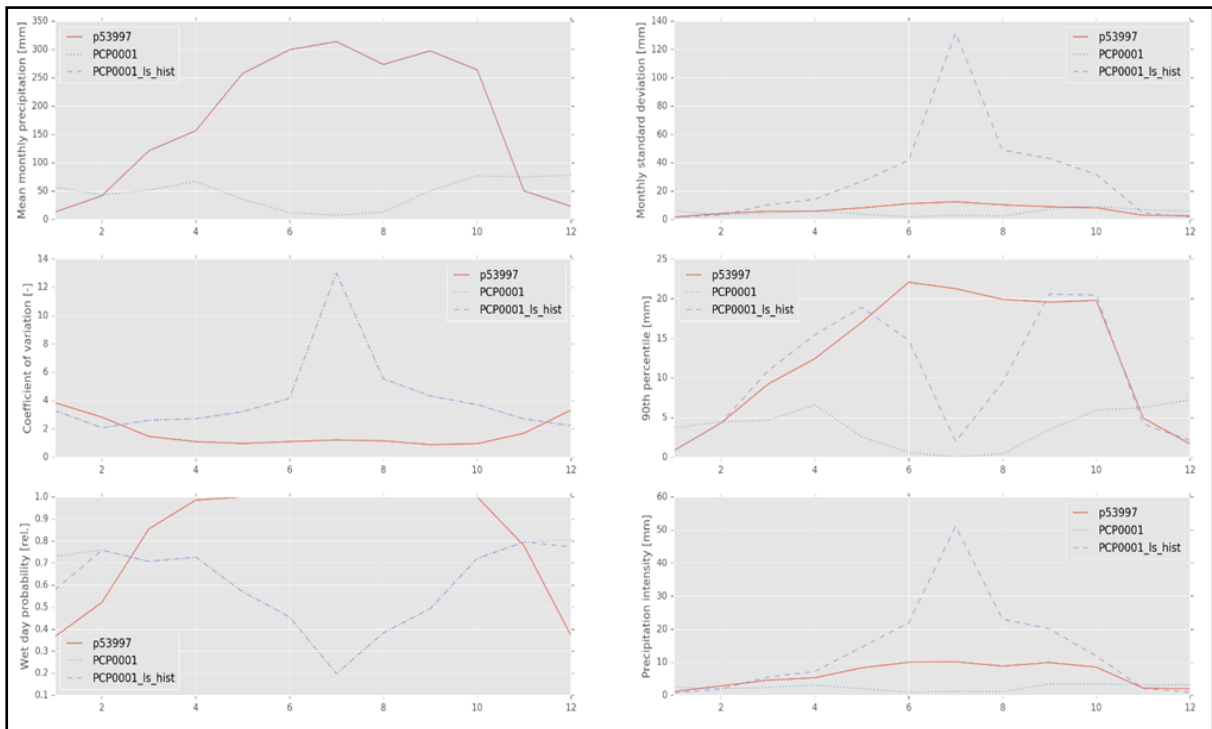 Mean monthly precipitation [mm]
350
300
250
200
150
100
50
0
p53997
PCP0001
PCP0001_ls_hist
2 4 6 8 10 12
Monthly standard deviation [mm]
140
120
100
80
60
40
20
0
p53997
PCP0001
PCP0001_ls_hist
2 4 6 8 10 12
Coefficient of variation [-]
14
12
10
8
6
4
2
0
p53997
PCP0001
PCP0001_ls_hist
2 4 6 8 10 12
90th percentile [mm]
25
20
15
10
5
0
p53997
PCP0001
PCP0001_ls_hist
2 4 6 8 10 12
Wet day probability [rel.]
1.0
0.9
0.8
0.7
0.6
0.5
0.4
0.3
0.2
0.1
p53997
PCP0001
PCP0001_ls_hist
2 4 6 8 10 12
Precipitation intensity [mm]
60
50
40
30
20
10
0
p53997
PCP0001
PCP0001_ls_hist
2 4 6 8 10 12